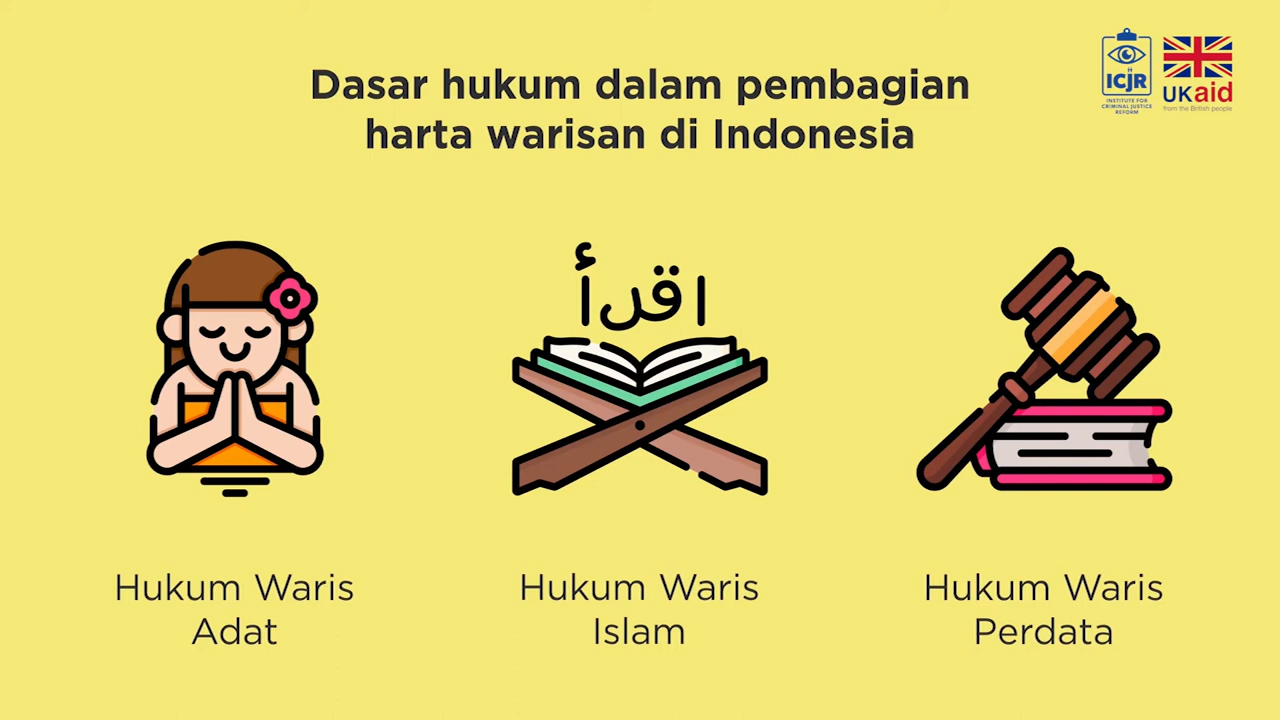 Dasar hukum dalam pembagian
harta warisan di Indonesia
ICJR
INSTITUTE FOR
CRIMINAL JUSTICE
REFORM
UKaid
from the British people
اقرأ
Hukum Waris
Adat
Hukum Waris
Islam
Hukum Waris
Perdata